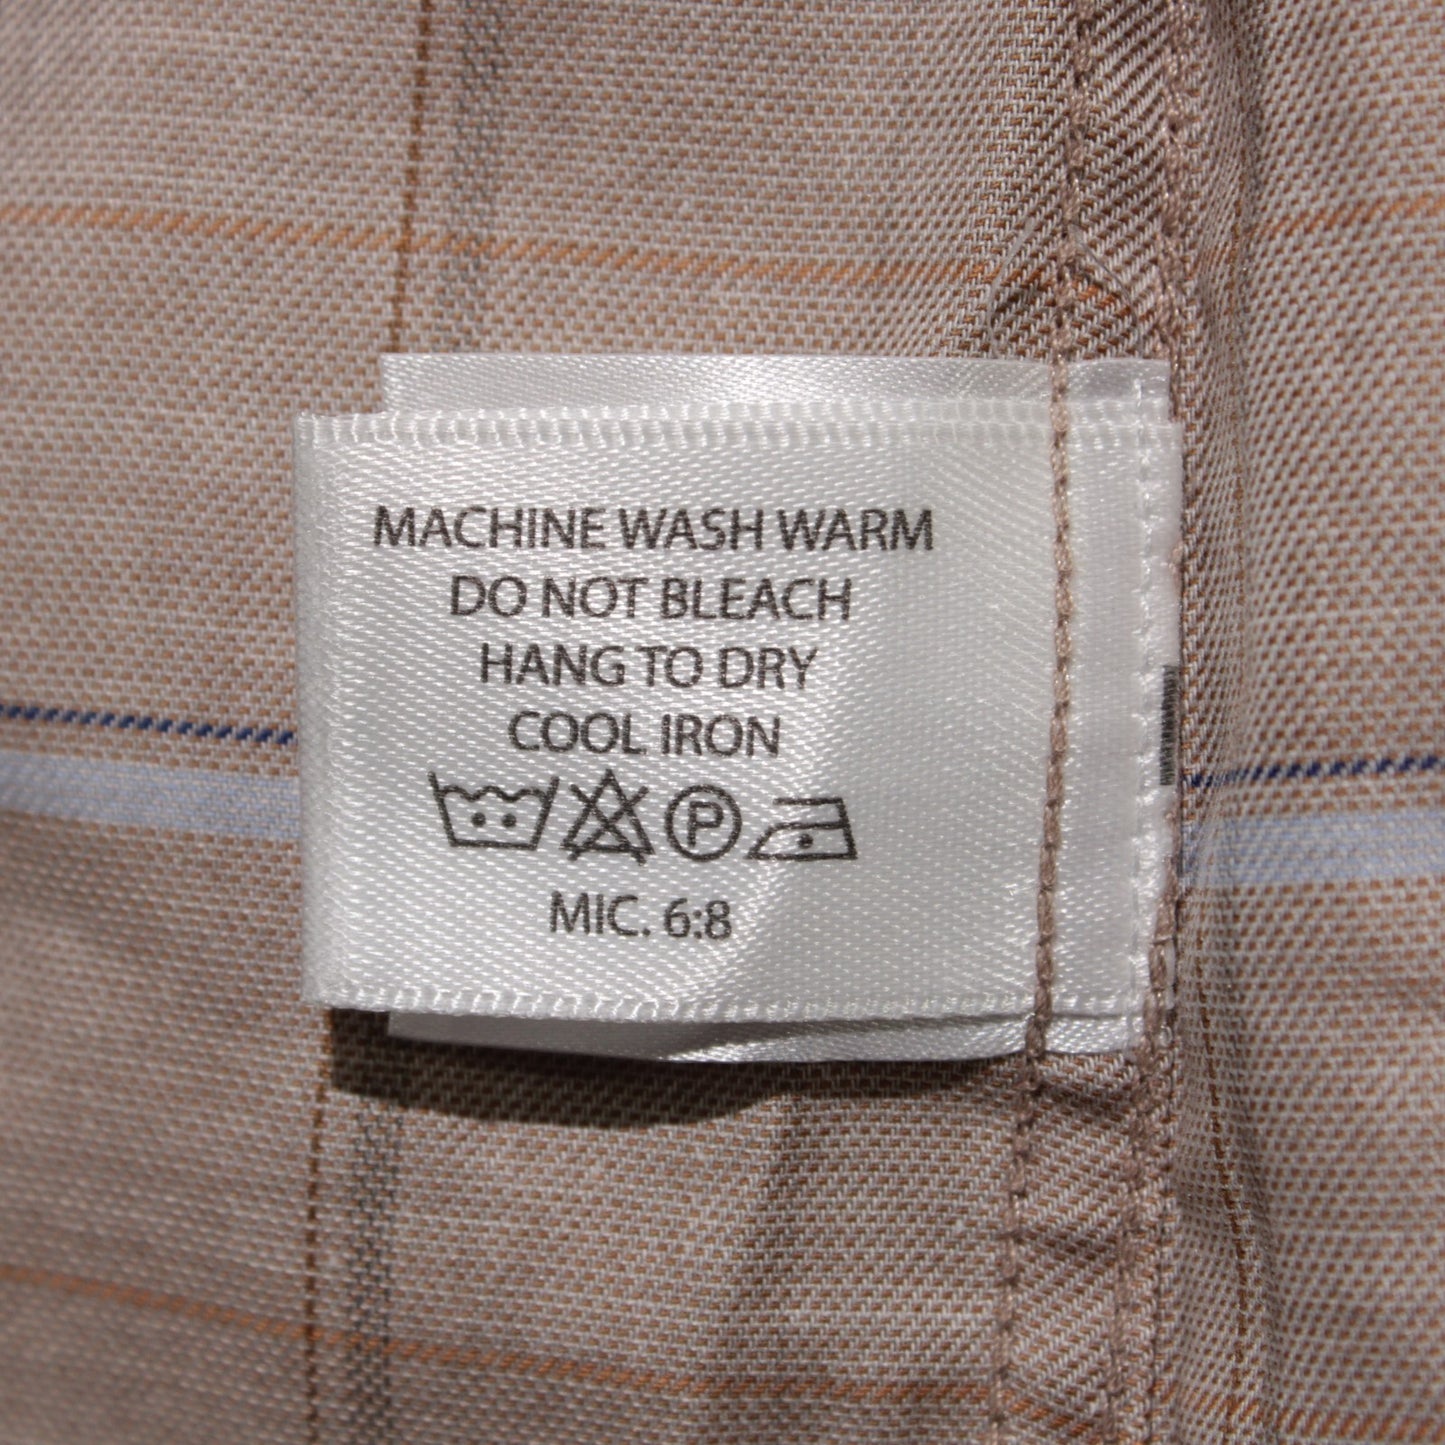 MACHINE WASH WARM
DO NOT BLEACH
HANG TO DRY
COOL IRON
P
MIC. 6:8